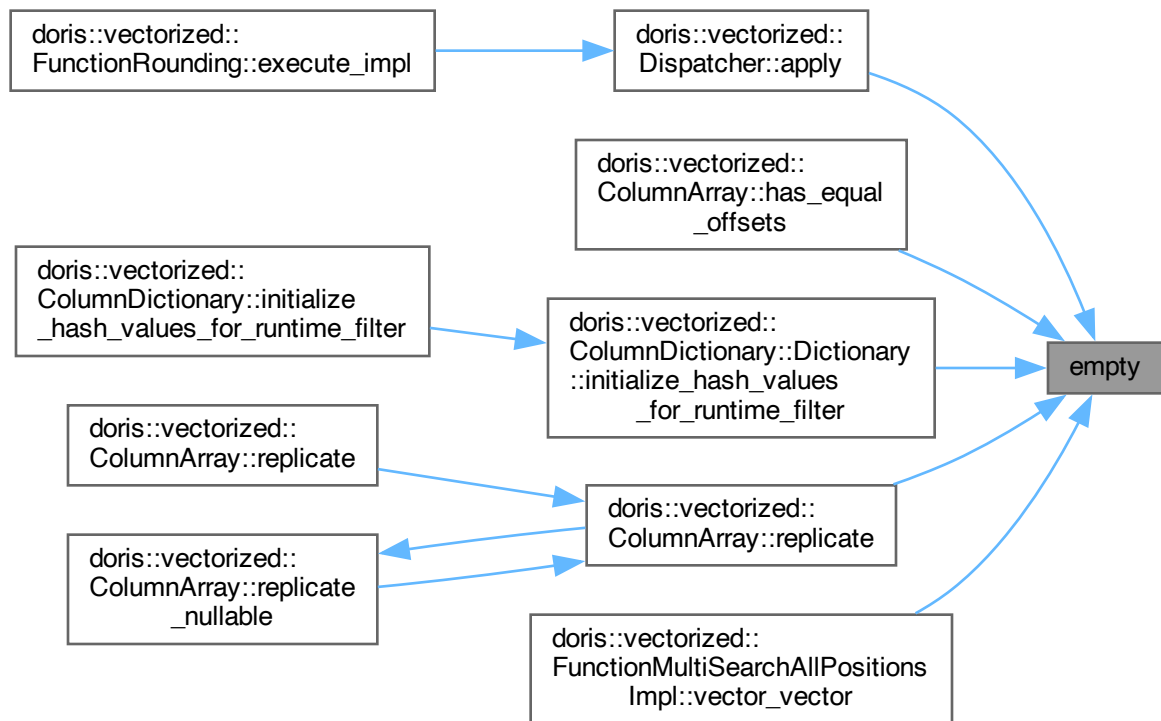 doris::vectorized::
FunctionRounding::execute_impl
doris::vectorized::
Dispatcher::apply
doris::vectorized::
ColumnArray::has_equal
_offsets
doris::vectorized::
ColumnDictionary::initialize
_hash_values_for_runtime_filter
doris::vectorized::
ColumnDictionary::Dictionary
::initialize_hash_values
_for_runtime_filter
empty
doris::vectorized::
ColumnArray::replicate
doris::vectorized::
ColumnArray::replicate
doris::vectorized::
ColumnArray::replicate
_nullable
doris::vectorized::
FunctionMultiSearchAllPositions
Impl::vector_vector